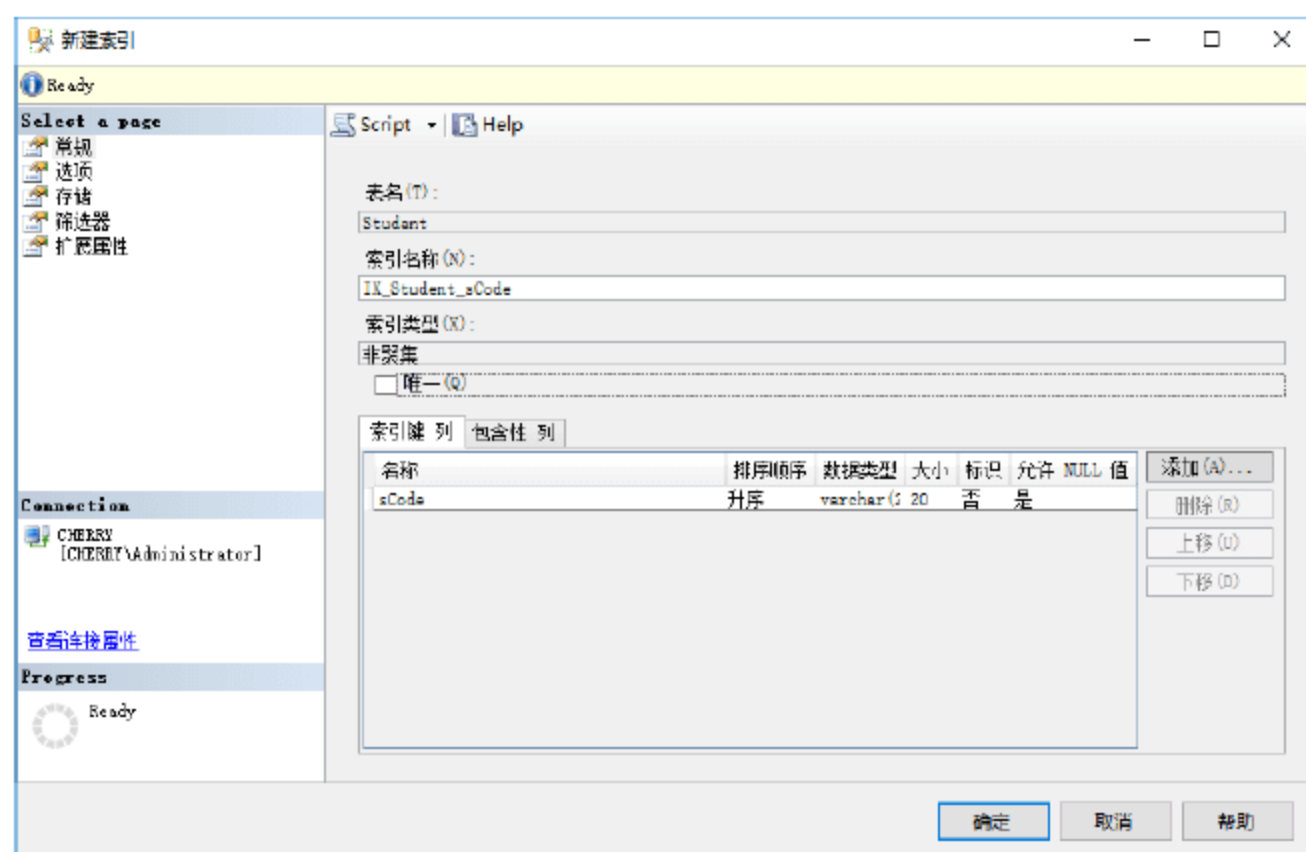 新建索引
Ready
Select a page
常规
选项
存储
筛选器
扩展属性
Connection
CHERRY
[CHERRY\Administrator]
查看连接属性
Progress
Ready
Script Help
表名(T):
Student
索引名称(N):
IX_Student_sCode
索引类型(X):
非聚集
唯一(Q)
索引键 列 包含性 列
名称 排序顺序 数据类型 大小 标识 允许 NULL 值
sCode 升序 varchar(2 20 否 是
添加(A)...
删除(R)
上移(U)
下移(D)
确定 取消 帮助